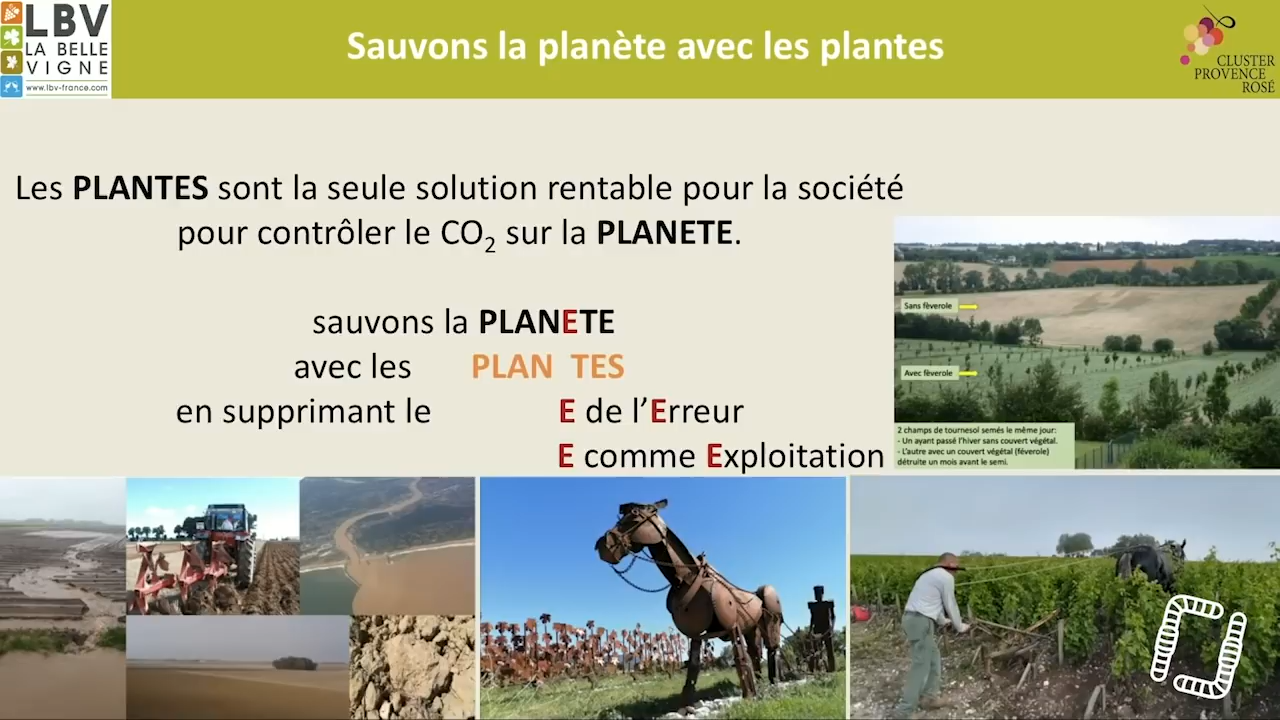 LBV
LA BELLE
VIGNE
www.lbv-france.com
Sauvons la planète avec les plantes
CLUSTER
PROVENCE
ROSÉ
Les PLANTES sont la seule solution rentable pour la société
pour contrôler le CO₂ sur la PLANETE.
sauvons la PLANETE
avec les PLAN TES
en supprimant le E de l’Erreur
E comme Exploitation
Sans fèverole
Avec fèverole
2 champs de tournesol semés le même jour:
- Un ayant passé l'hiver sans couvert végétal.
- L'autre avec un couvert végétal (féverole)
détruite un mois avant le semi.